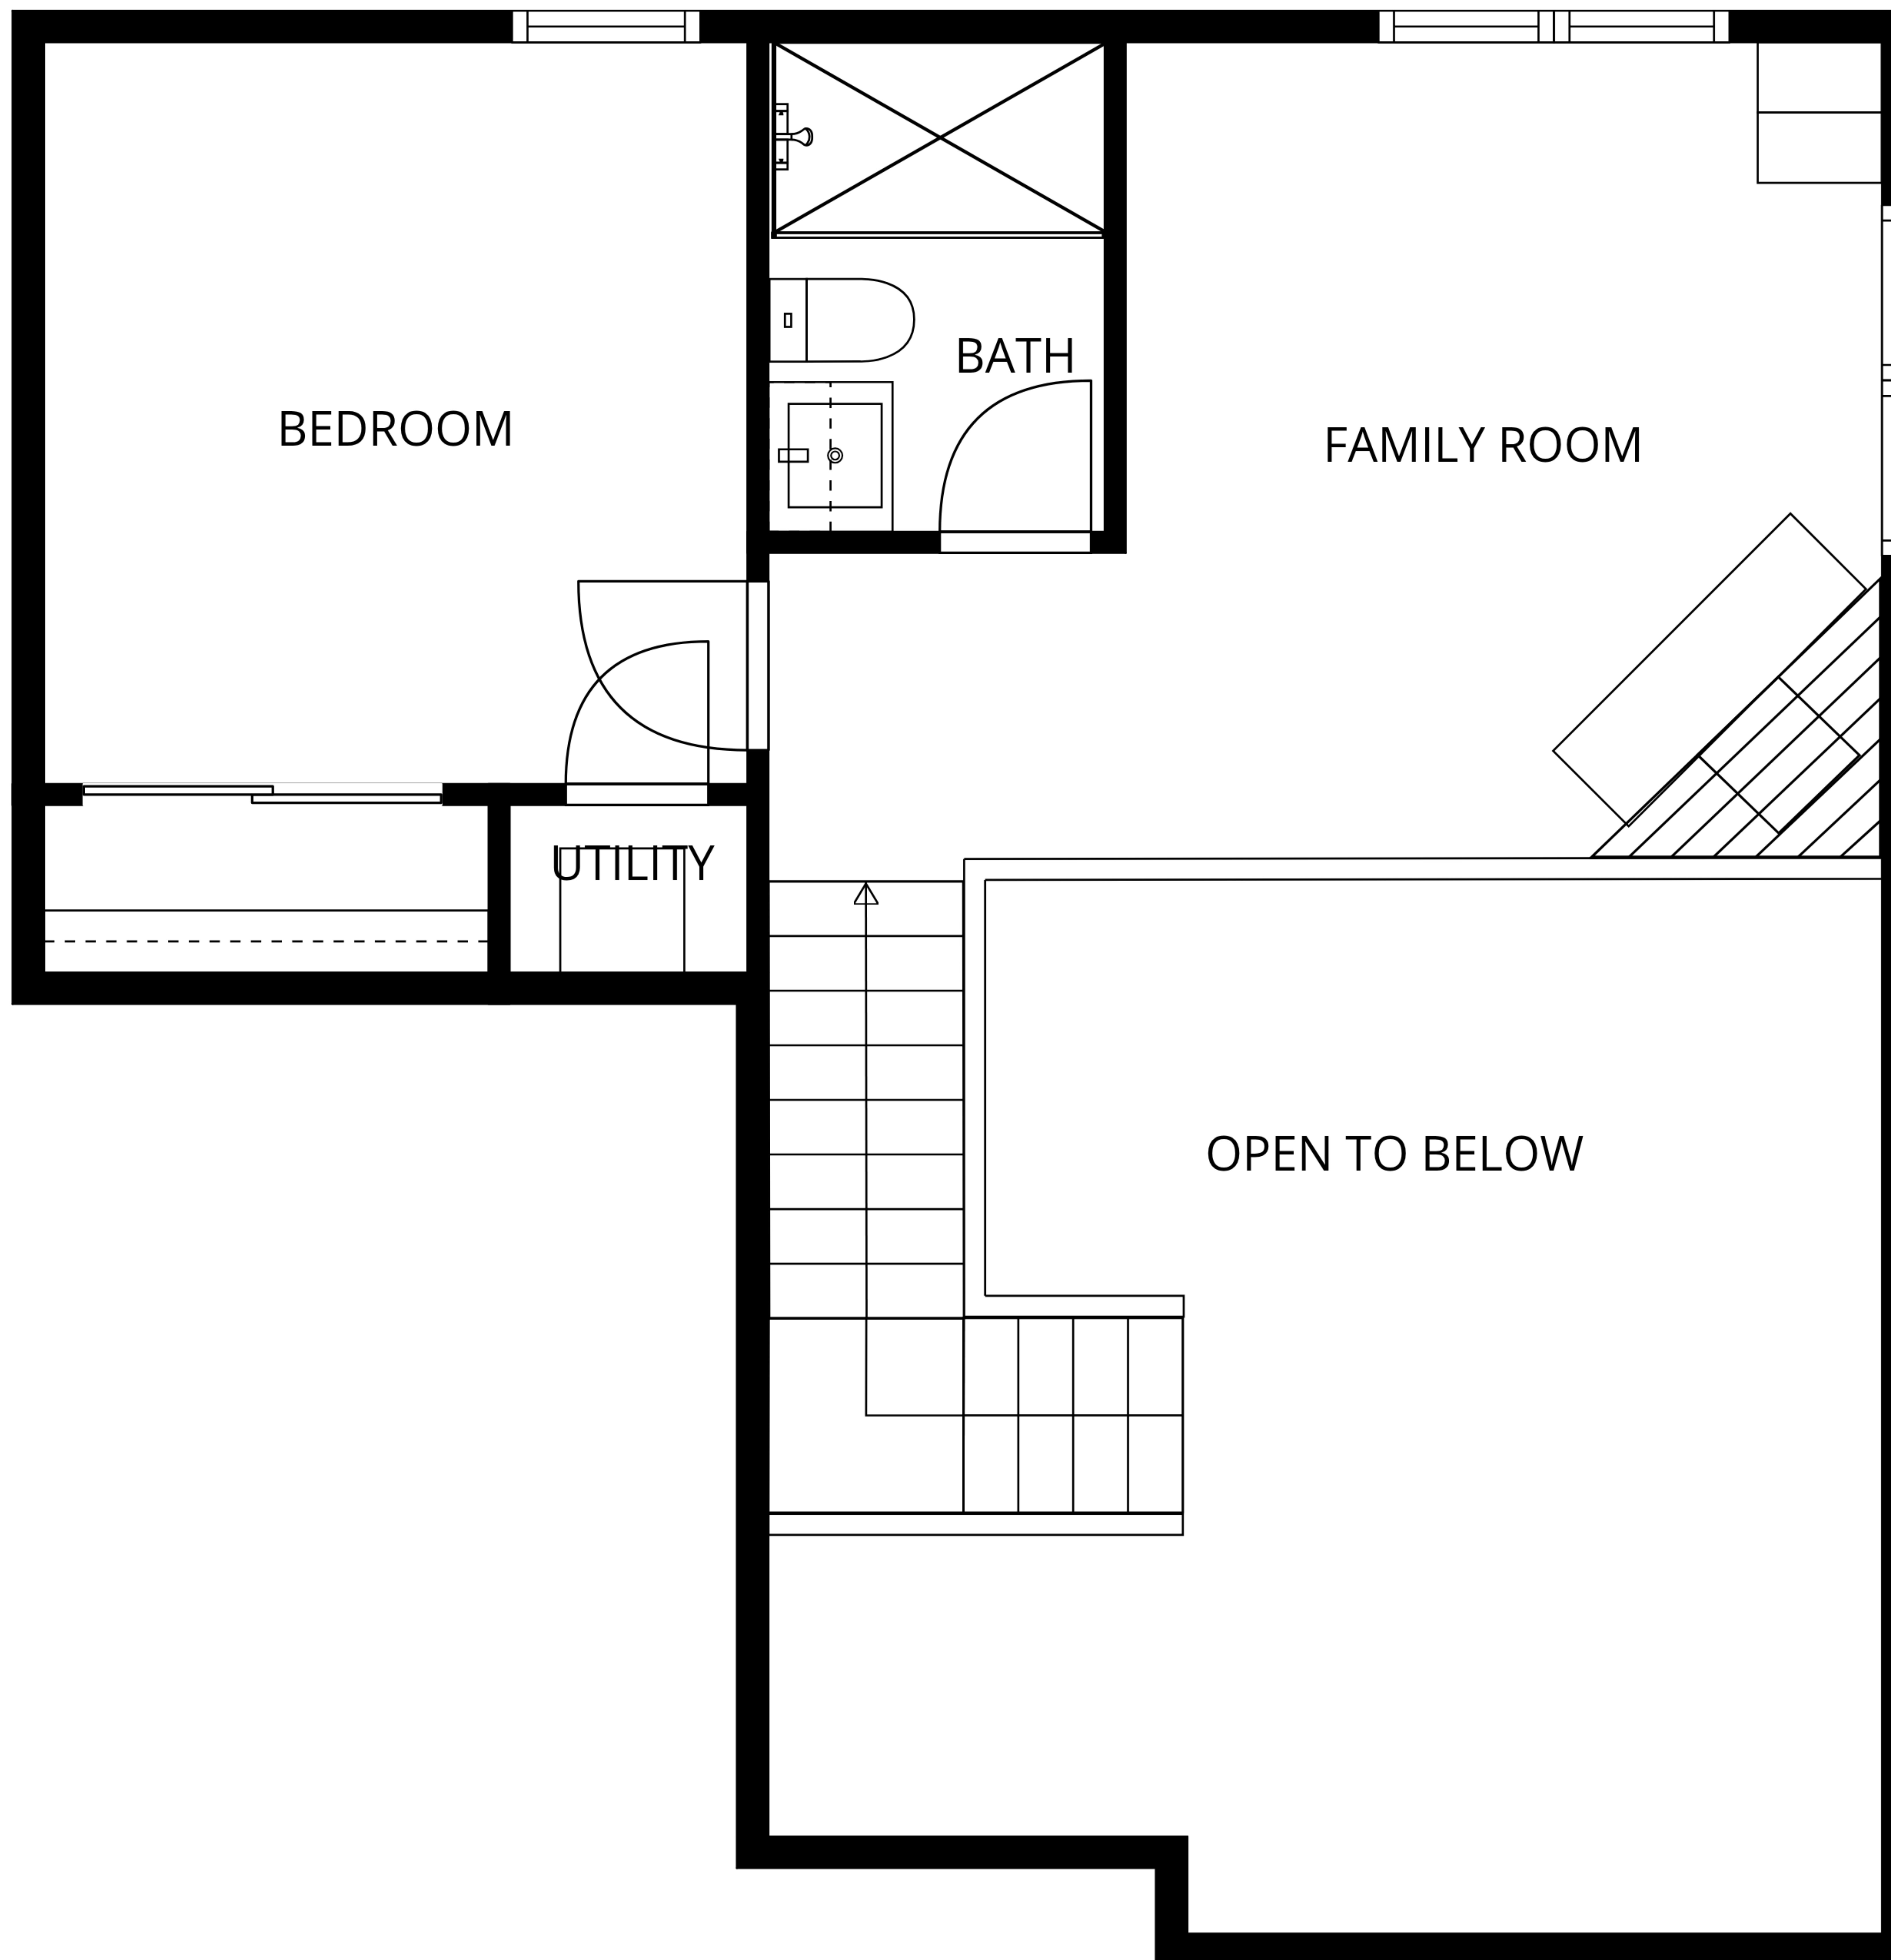 BATH
BEDROOM
FAMILY ROOM
UTILITY
OPEN TO BELOW